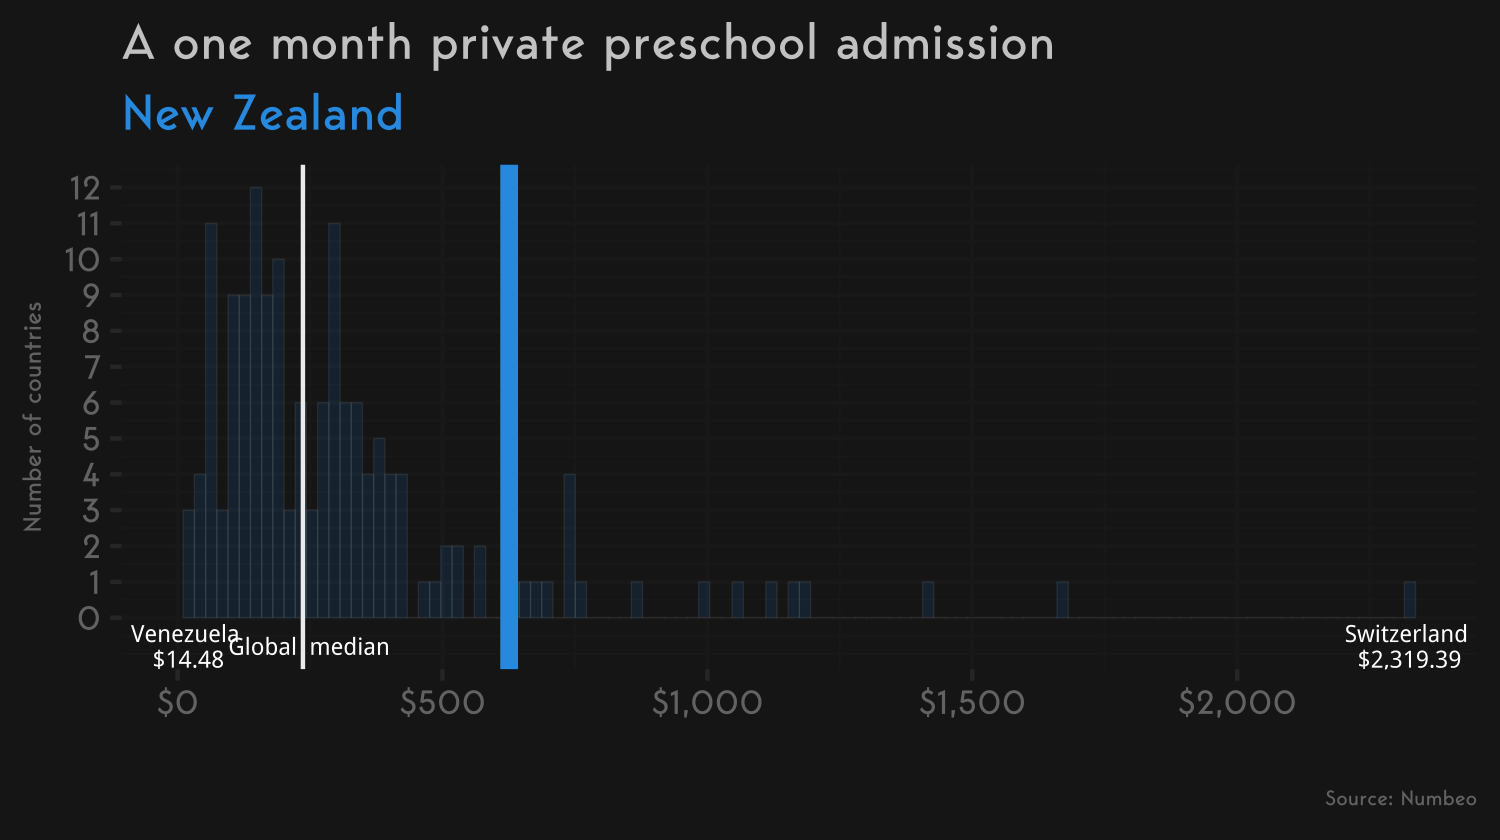 A one month private preschool admission
New Zealand
Number of countries
12
11
10
9
8
7
6
5
4
3
2
1
0
Venezuela
$14.48
Global median
Switzerland
$2,319.39
$0 $500 $1,000 $1,500 $2,000
Source: Numbeo